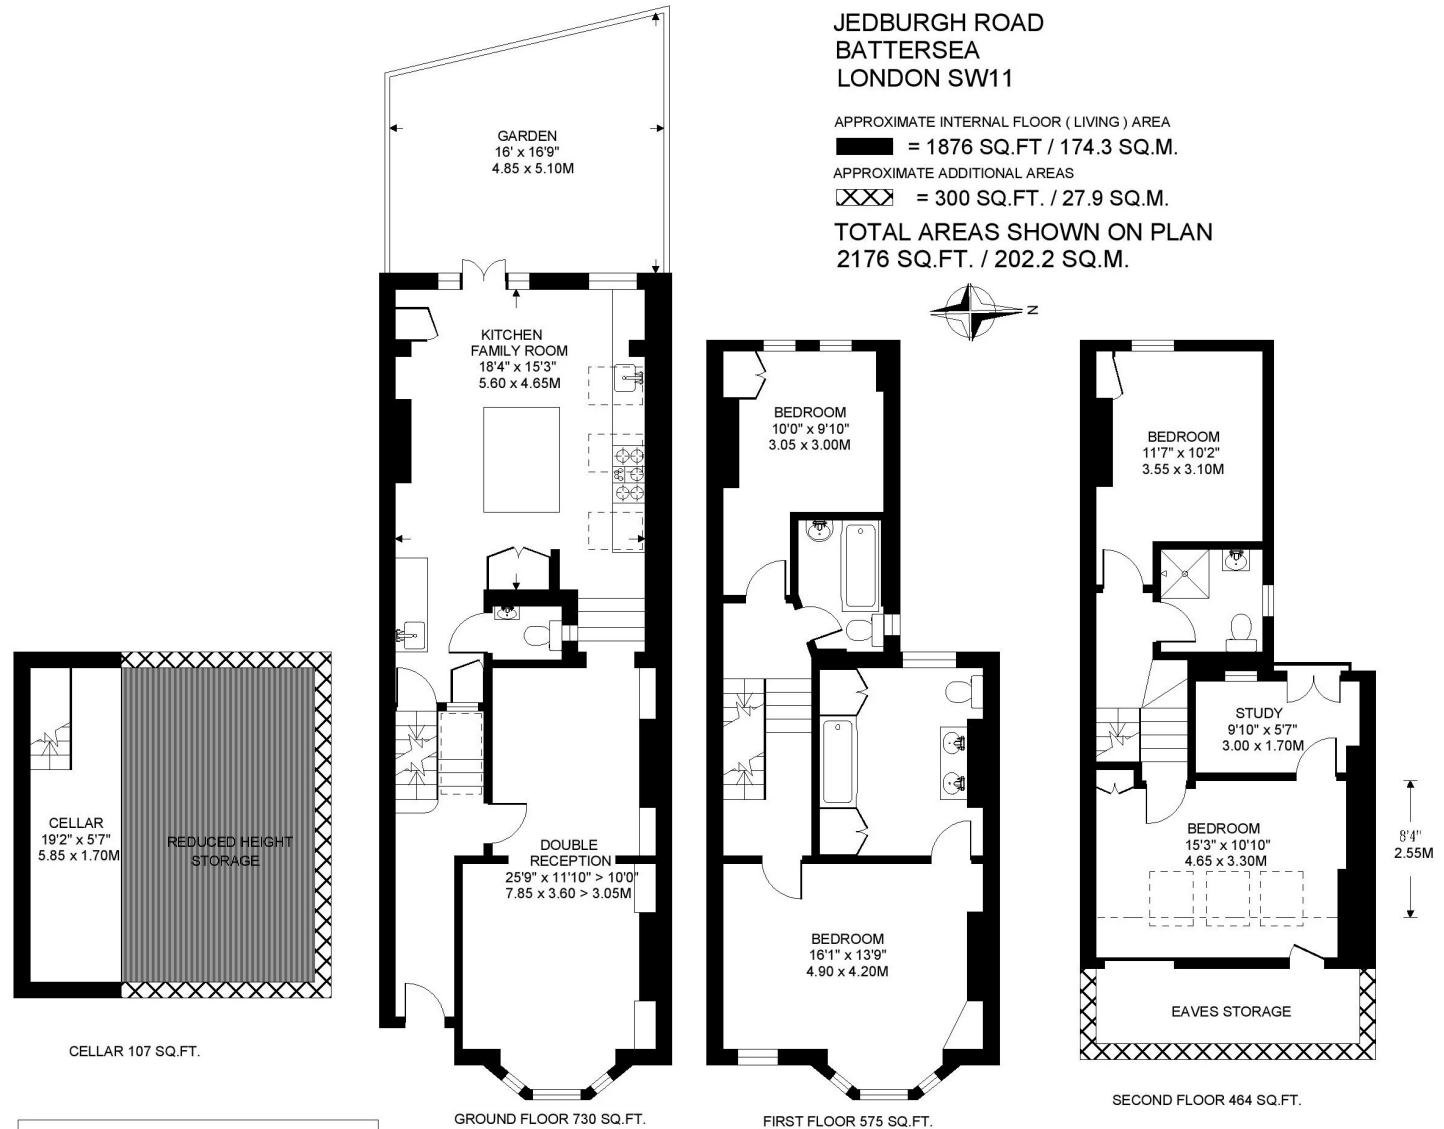 JEDBURGH ROAD
BATTERSEA
LONDON SW11
APPROXIMATE INTERNAL FLOOR ( LIVING ) AREA
= 1876 SQ.FT / 174.3 SQ.M.
APPROXIMATE ADDITIONAL AREAS
= 300 SQ.FT. / 27.9 SQ.M.
TOTAL AREAS SHOWN ON PLAN
2176 SQ.FT. / 202.2 SQ.M.
N
GARDEN
16' x 16'9"
4.85 x 5.10M
KITCHEN
FAMILY ROOM
18'4" x 15'3"
5.60 x 4.65M
BEDROOM
10'0" x 9'10"
3.05 x 3.00M
BEDROOM
11'7" x 10'2"
3.55 x 3.10M
STUDY
9'10" x 5'7"
3.00 x 1.70M
CELLAR
19'2" x 5'7"
5.85 x 1.70M
REDUCED HEIGHT
STORAGE
DOUBLE
RECEPTION
25'9" x 11'10" > 10'0"
7.85 x 3.60 > 3.05M
BEDROOM
15'3" x 10'10"
4.65 x 3.30M
8'4"
2.55M
BEDROOM
16'1" x 13'9"
4.90 x 4.20M
EAVES STORAGE
CELLAR 107 SQ.FT.
GROUND FLOOR 730 SQ.FT.
FIRST FLOOR 575 SQ.FT.
SECOND FLOOR 464 SQ.FT.